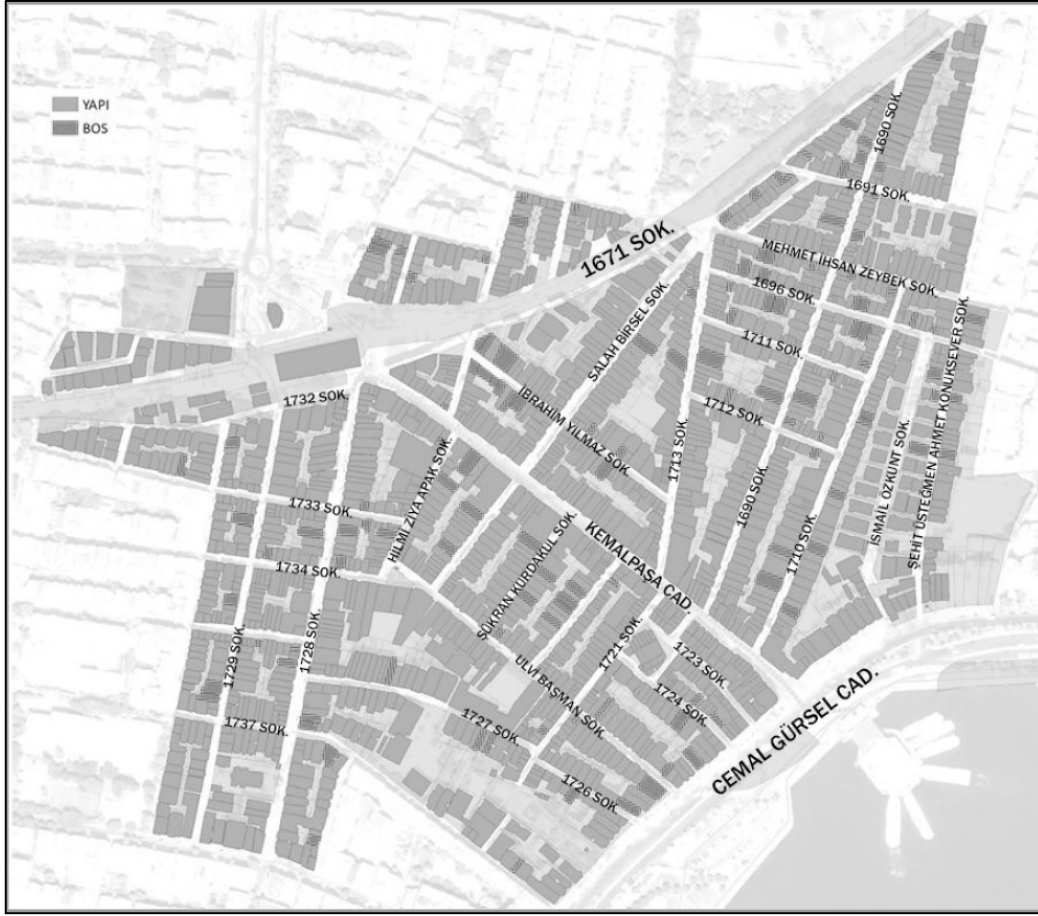 YAPI
BOS
1690 SOK.
1691 SOK.
1671 SOK.
MEHMET İHSAN ZEYBEK SOK.
1696 SOK.
SALAH BİRSEL SOK.
ŞEHİT ÜSTEĞMEN AHMET KONUKSEVER SOK.
1711 SOK.
1732 SOK.
İBRAHİM YILMAZ SOK.
1712 SOK.
1713 SOK.
HİLMİ ZİYA APAK SOK.
İSMAİL ÖZKUNT SOK.
1733 SOK.
1690 SOK.
1710 SOK.
KEMALPAŞA CAD.
ŞÜKRAN KURDAKUL SOK.
1734 SOK.
1729 SOK.
1728 SOK.
1721 SOK.
1723 SOK.
ULVİ BAŞMAN SOK.
1724 SOK.
CEMAL GÜRSEL CAD.
1737 SOK.
1727 SOK.
1726 SOK.